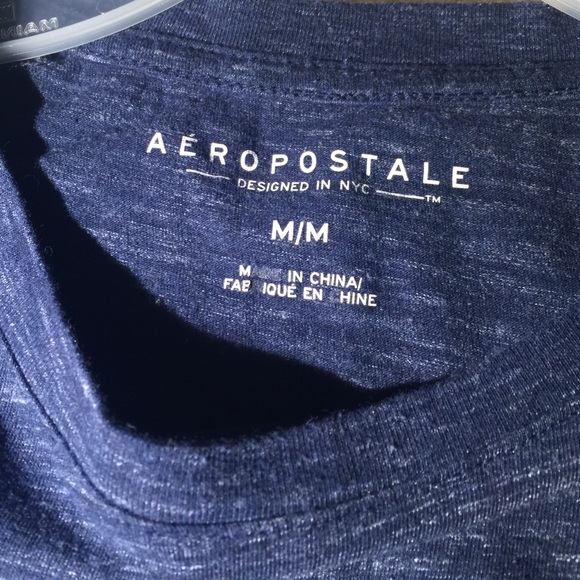 AÉROPOSTALE
DESIGNED IN NYC
TM
M/M
IN CHINA/
EN